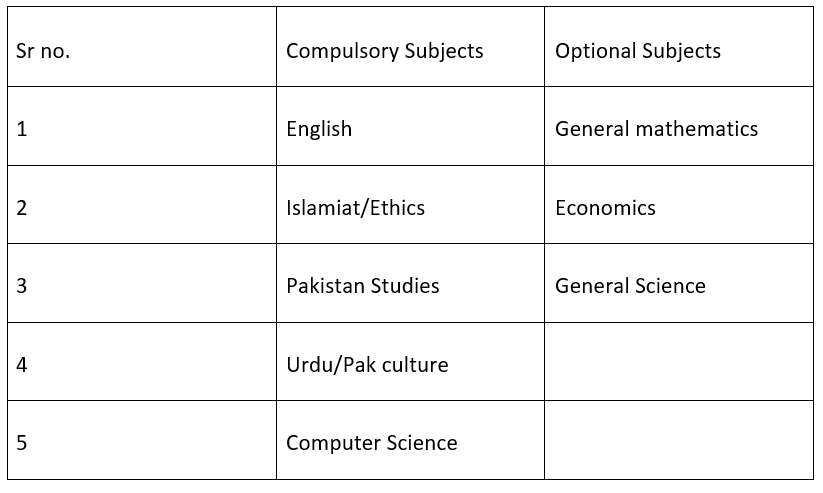 Sr no. Compulsory Subjects Optional Subjects
1 English General mathematics
2 Islamiat/Ethics Economics
3 Pakistan Studies General Science
4 Urdu/Pak culture
5 Computer Science